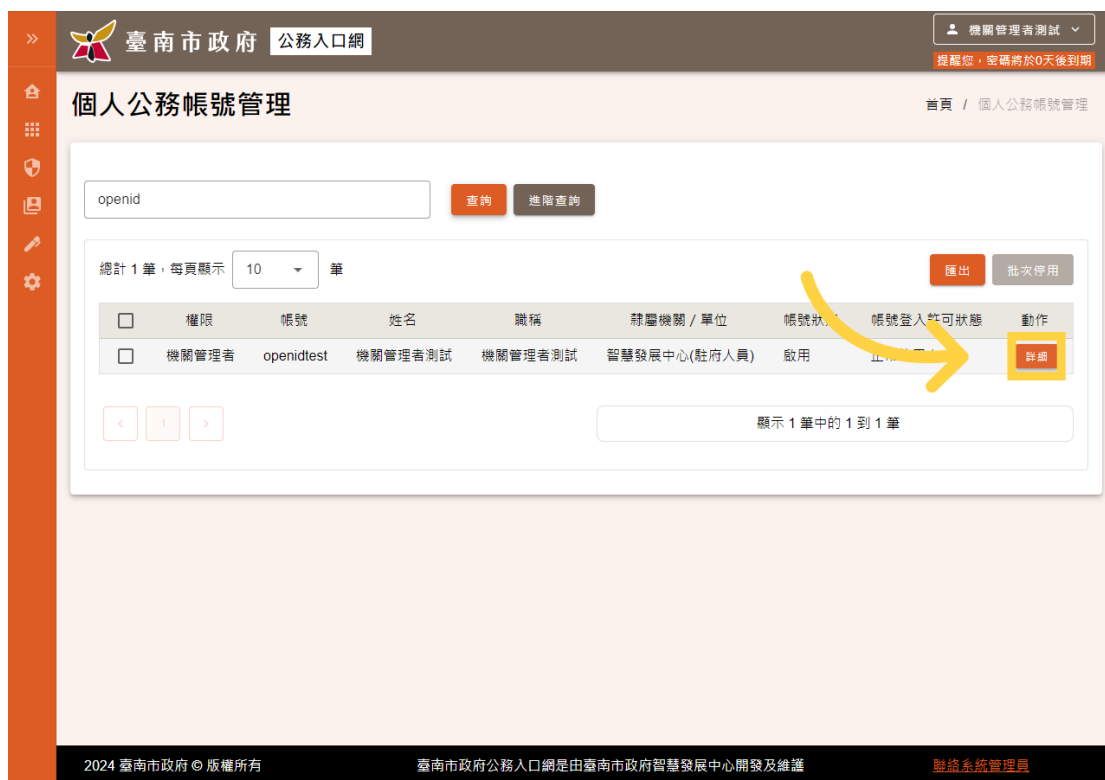 臺南市政府 公務入口網
機關管理者測試
提醒您，密碼將於0天後到期
個人公務帳號管理
首頁 / 個人公務帳號管理
openid
查詢
進階查詢
總計 1 筆，每頁顯示 10 筆
匯出
批次停用
權限 帳號 姓名 職稱 隸屬機關 / 單位 帳號狀 帳號登入許可狀態 動作
機關管理者 openidtest 機關管理者測試 機關管理者測試 智慧發展中心(駐府人員) 啟用 詳細
1
顯示 1 筆中的 1 到 1 筆
2024 臺南市政府 © 版權所有
臺南市政府公務入口網是由臺南市政府智慧發展中心開發及維護
聯絡系統管理員